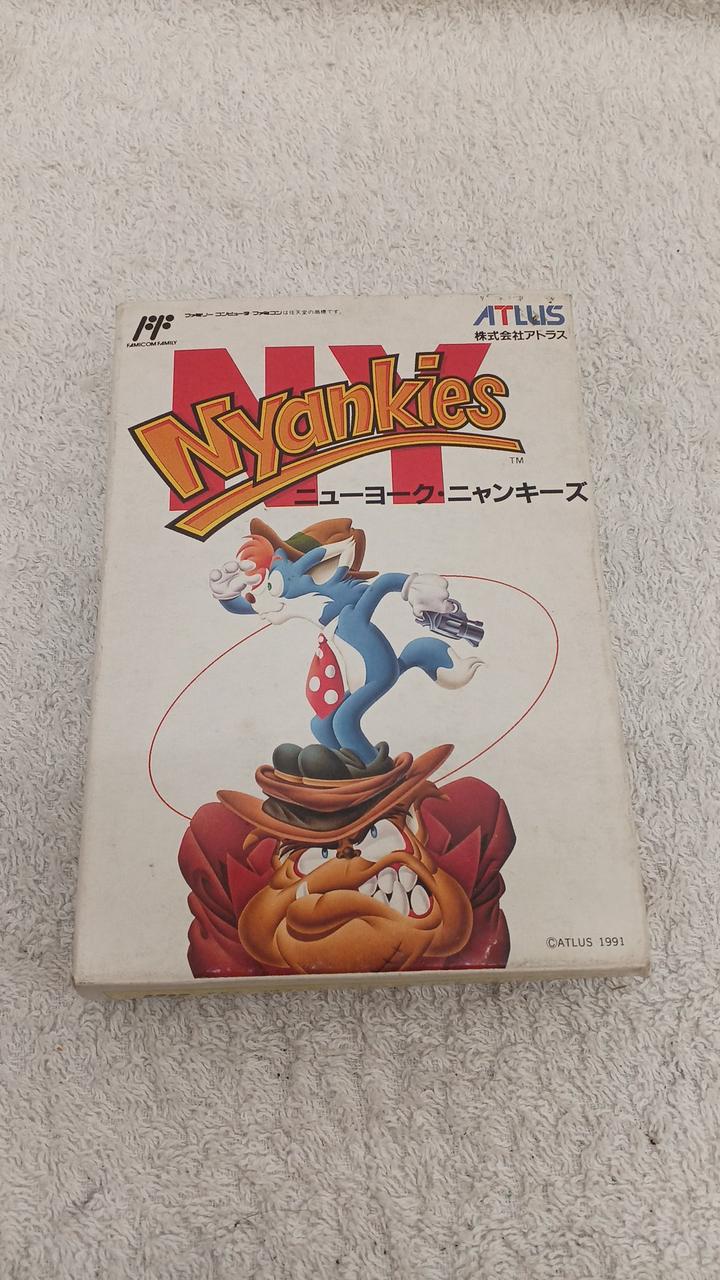 ファミリーコンピュータ・ファミコンは任天堂の商標です。
FAMICOM FAMILY
ATLUS
株式会社アトラス
NY
Nyankies
TM
ニューヨーク・ニャンキーズ
©ATLUS 1991